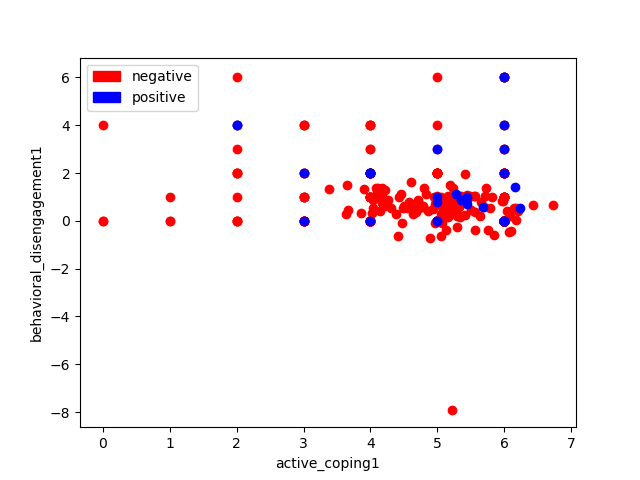 negative
positive
6
4
2
0
−2
−4
−6
−8
behavioral_disengagement1
0 1 2 3 4 5 6 7
active_coping1